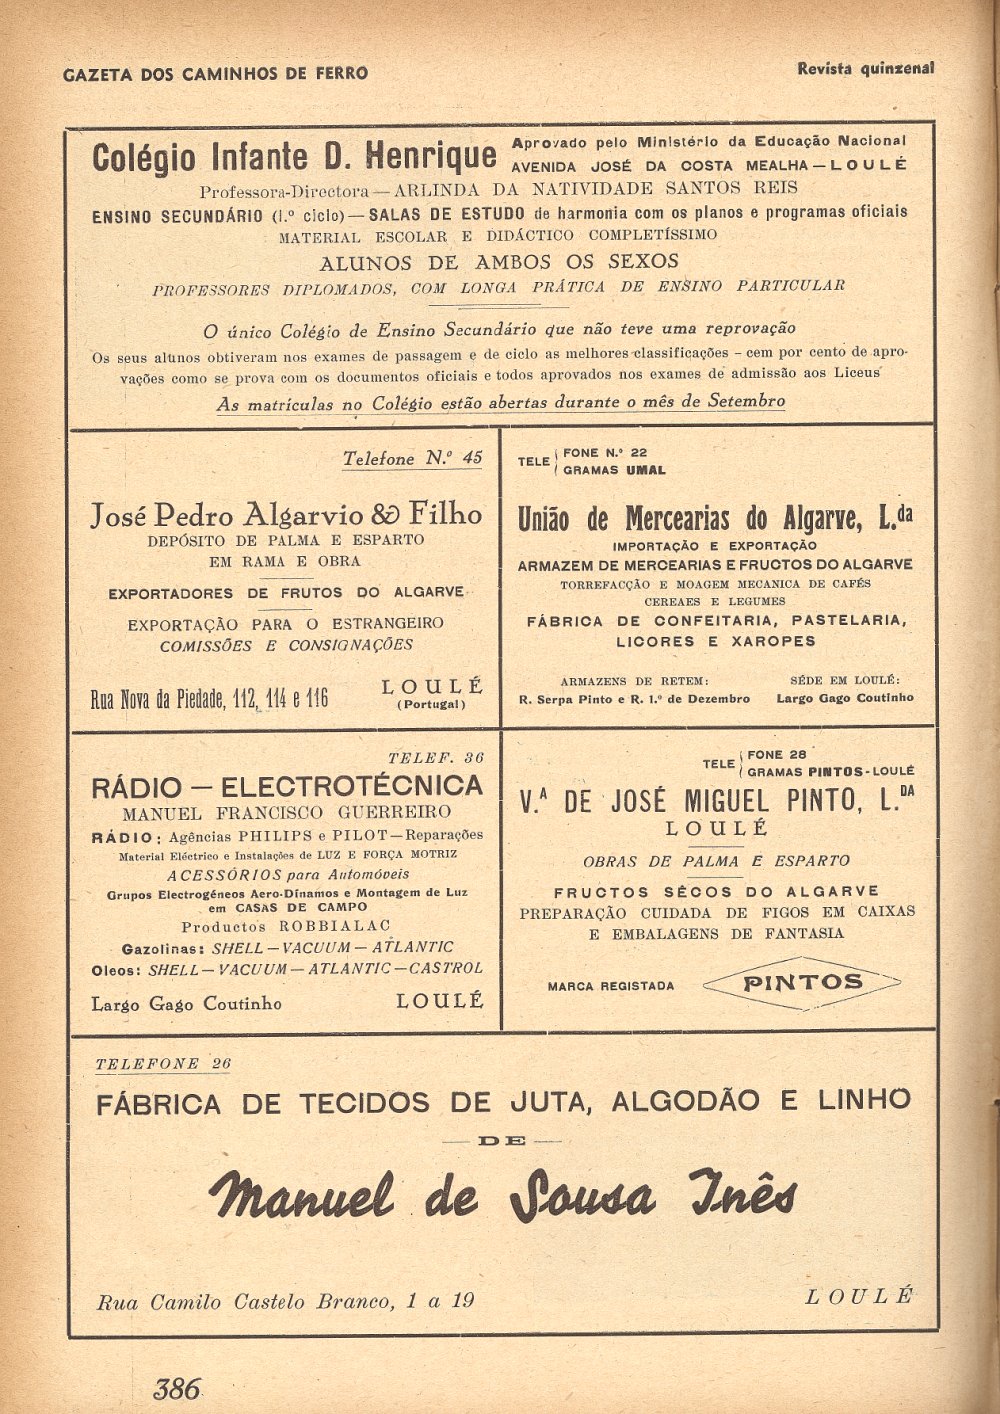 GAZETA DOS CAMINHOS DE FERRO
Revista quinzenal
Colégio Infante D. Henrique
Aprovado pelo Ministério da Educação Nacional
AVENIDA JOSÉ DA COSTA MEALHA — LOULÉ
Professora-Directora — ARLINDA DA NATIVIDADE SANTOS REIS
ENSINO SECUNDÁRIO (1.º ciclo) — SALAS DE ESTUDO de harmonia com os planos e programas oficiais
MATERIAL ESCOLAR E DIDÁCTICO COMPLETÍSSIMO
ALUNOS DE AMBOS OS SEXOS
PROFESSORES DIPLOMADOS, COM LONGA PRÁTICA DE ENSINO PARTICULAR
O único Colégio de Ensino Secundário que não teve uma reprovação
Os seus alunos obtiveram nos exames de passagem e de ciclo as melhores classificações - cem por cento de apro-
vações como se prova com os documentos oficiais e todos aprovados nos exames de admissão aos Liceus
As matrículas no Colégio estão abertas durante o mês de Setembro
Telefone N.º 45
José Pedro Algarvio & Filho
DEPÓSITO DE PALMA E ESPARTO
EM RAMA E OBRA
EXPORTADORES DE FRUTOS DO ALGARVE
EXPORTAÇÃO PARA O ESTRANGEIRO
COMISSÕES E CONSIGNAÇÕES
Rua Nova da Piedade, 112, 114 e 116
LOULÉ
(Portugal)
TELE { FONE N.º 22
GRAMAS UMAL
União de Mercearias do Algarve, L.da
IMPORTAÇÃO E EXPORTAÇÃO
ARMAZEM DE MERCEARIAS E FRUCTOS DO ALGARVE
TORREFACÇÃO E MOAGEM MECANICA DE CAFÉS
CEREAES E LEGUMES
FÁBRICA DE CONFEITARIA, PASTELARIA,
LICORES E XAROPES
ARMAZENS DE RETEM:
R. Serpa Pinto e R. 1.º de Dezembro
SÉDE EM LOULÉ:
Largo Gago Coutinho
TELEF. 36
RÁDIO — ELECTROTÉCNICA
MANUEL FRANCISCO GUERREIRO
RÁDIO: Agências PHILIPS e PILOT — Reparações
Material Eléctrico e Instalações de LUZ E FORÇA MOTRIZ
ACESSÓRIOS para Automóveis
Grupos Electrogéneos Aero-Dínamos e Montagem de Luz
em CASAS DE CAMPO
Productos ROBBIALAC
Gazolinas: SHELL — VACUUM — ATLANTIC
Oleos: SHELL — VACUUM — ATLANTIC — CASTROL
Largo Gago Coutinho
LOULÉ
TELE { FONE 28
GRAMAS PINTOS - LOULÉ
V.ª DE JOSÉ MIGUEL PINTO, L.DA
LOULÉ
OBRAS DE PALMA E ESPARTO
FRUCTOS SÊCOS DO ALGARVE
PREPARAÇÃO CUIDADA DE FIGOS EM CAIXAS
E EMBALAGENS DE FANTASIA
MARCA REGISTADA
PINTOS
TELEFONE 26
FÁBRICA DE TECIDOS DE JUTA, ALGODÃO E LINHO
— DE —
Manuel de Sousa Inês
Rua Camilo Castelo Branco, 1 a 19
LOULÉ
386